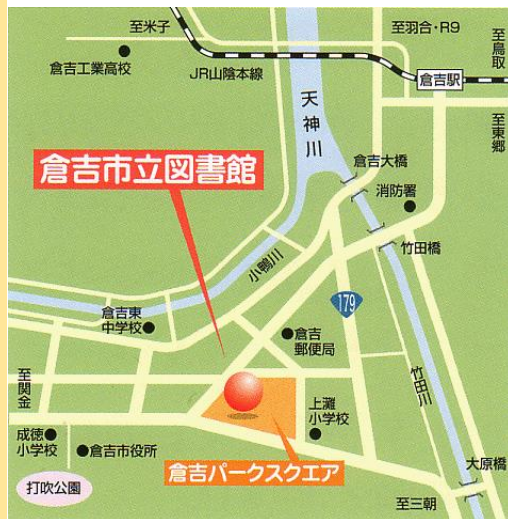 至米子
至羽合・R9
至鳥取
倉吉工業高校
JR山陰本線
倉吉駅
天神川
至東郷
倉吉大橋
倉吉市立図書館
消防署
竹田橋
小鴨川
179
倉吉東
中学校
倉吉
郵便局
至関金
竹田川
上灘
小学校
成徳
小学校
倉吉市役所
倉吉パークスクエア
大原橋
打吹公園
至三朝